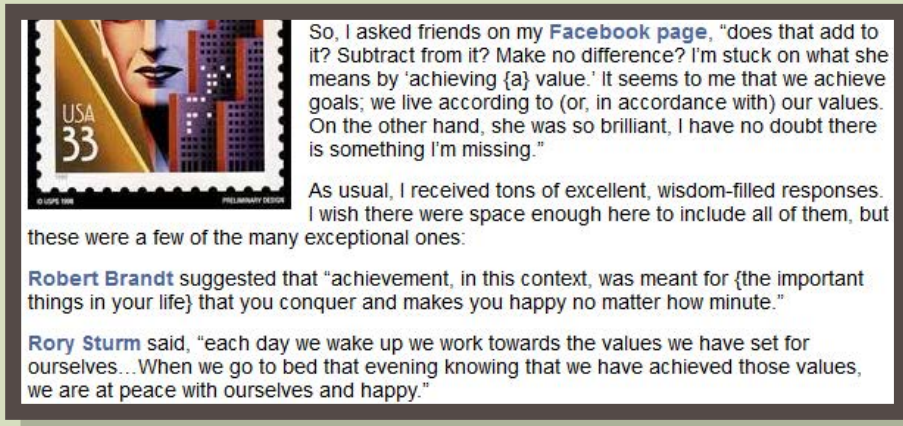 So, I asked friends on my Facebook page, “does that add to
it? Subtract from it? Make no difference? I’m stuck on what she
means by ‘achieving {a} value.’ It seems to me that we achieve
goals; we live according to (or, in accordance with) our values.
On the other hand, she was so brilliant, I have no doubt there
is something I’m missing.”
USA
33
1999
© USPS 1998
PRELIMINARY DESIGN
As usual, I received tons of excellent, wisdom-filled responses.
I wish there were space enough here to include all of them, but
these were a few of the many exceptional ones:
Robert Brandt suggested that “achievement, in this context, was meant for {the important
things in your life} that you conquer and makes you happy no matter how minute.”
Rory Sturm said, “each day we wake up we work towards the values we have set for
ourselves…When we go to bed that evening knowing that we have achieved those values,
we are at peace with ourselves and happy.”